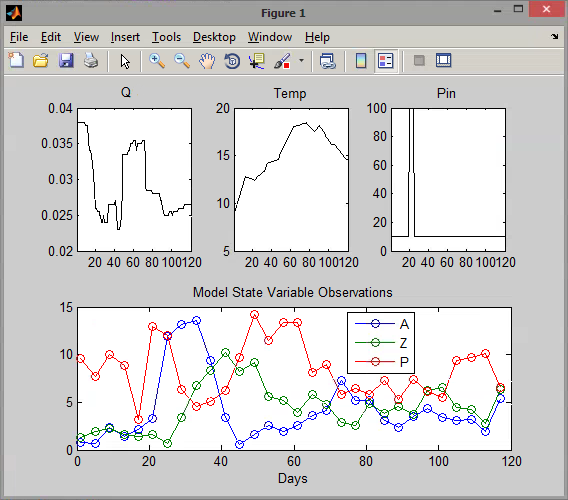 Figure 1
File Edit View Insert Tools Desktop Window Help
Q Temp Pin
0.04 20 100
0.035 80
15 60
0.03
10 40
0.025 20
0.02 5 0
20 40 60 80 100120 20 40 60 80 100120 20 40 60 80 100120
Model State Variable Observations
15
A
10 Z
P
5
0
0 20 40 60 80 100 120
Days